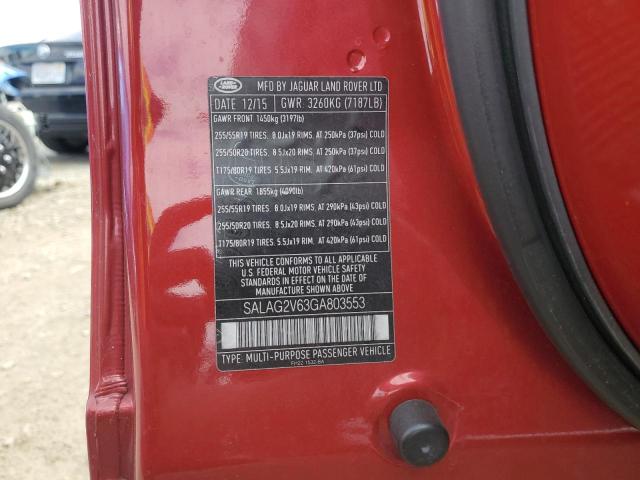 LAND ROVER
MFD BY JAGUAR LAND ROVER LTD
DATE 12/15 GWR. 3260KG (7187LB)
GAWR FRONT 1450kg (3197lb)
255/55R19 TIRES. 8.0Jx19 RIMS. AT 250kPa (37psi) COLD
255/50R20 TIRES. 8.5Jx20 RIMS. AT 250kPa (37psi) COLD
T175/80R19 TIRES. 5.5Jx19 RIM. AT 420kPa (61psi) COLD
GAWR REAR 1855kg (4090lb)
255/55R19 TIRES. 8.0Jx19 RIMS. AT 290kPa (43psi) COLD
255/50R20 TIRES. 8.5Jx20 RIMS. AT 290kPa (43psi) COLD
T175/80R19 TIRES. 5.5Jx19 RIM. AT 420kPa (61psi) COLD
THIS VEHICLE CONFORMS TO ALL APPLICABLE
U.S. FEDERAL MOTOR VEHICLE SAFETY
STANDARDS IN EFFECT ON THE DATE OF
MANUFACTURE SHOWN ABOVE
SALAG2V63GA803553
TYPE: MULTI-PURPOSE PASSENGER VEHICLE